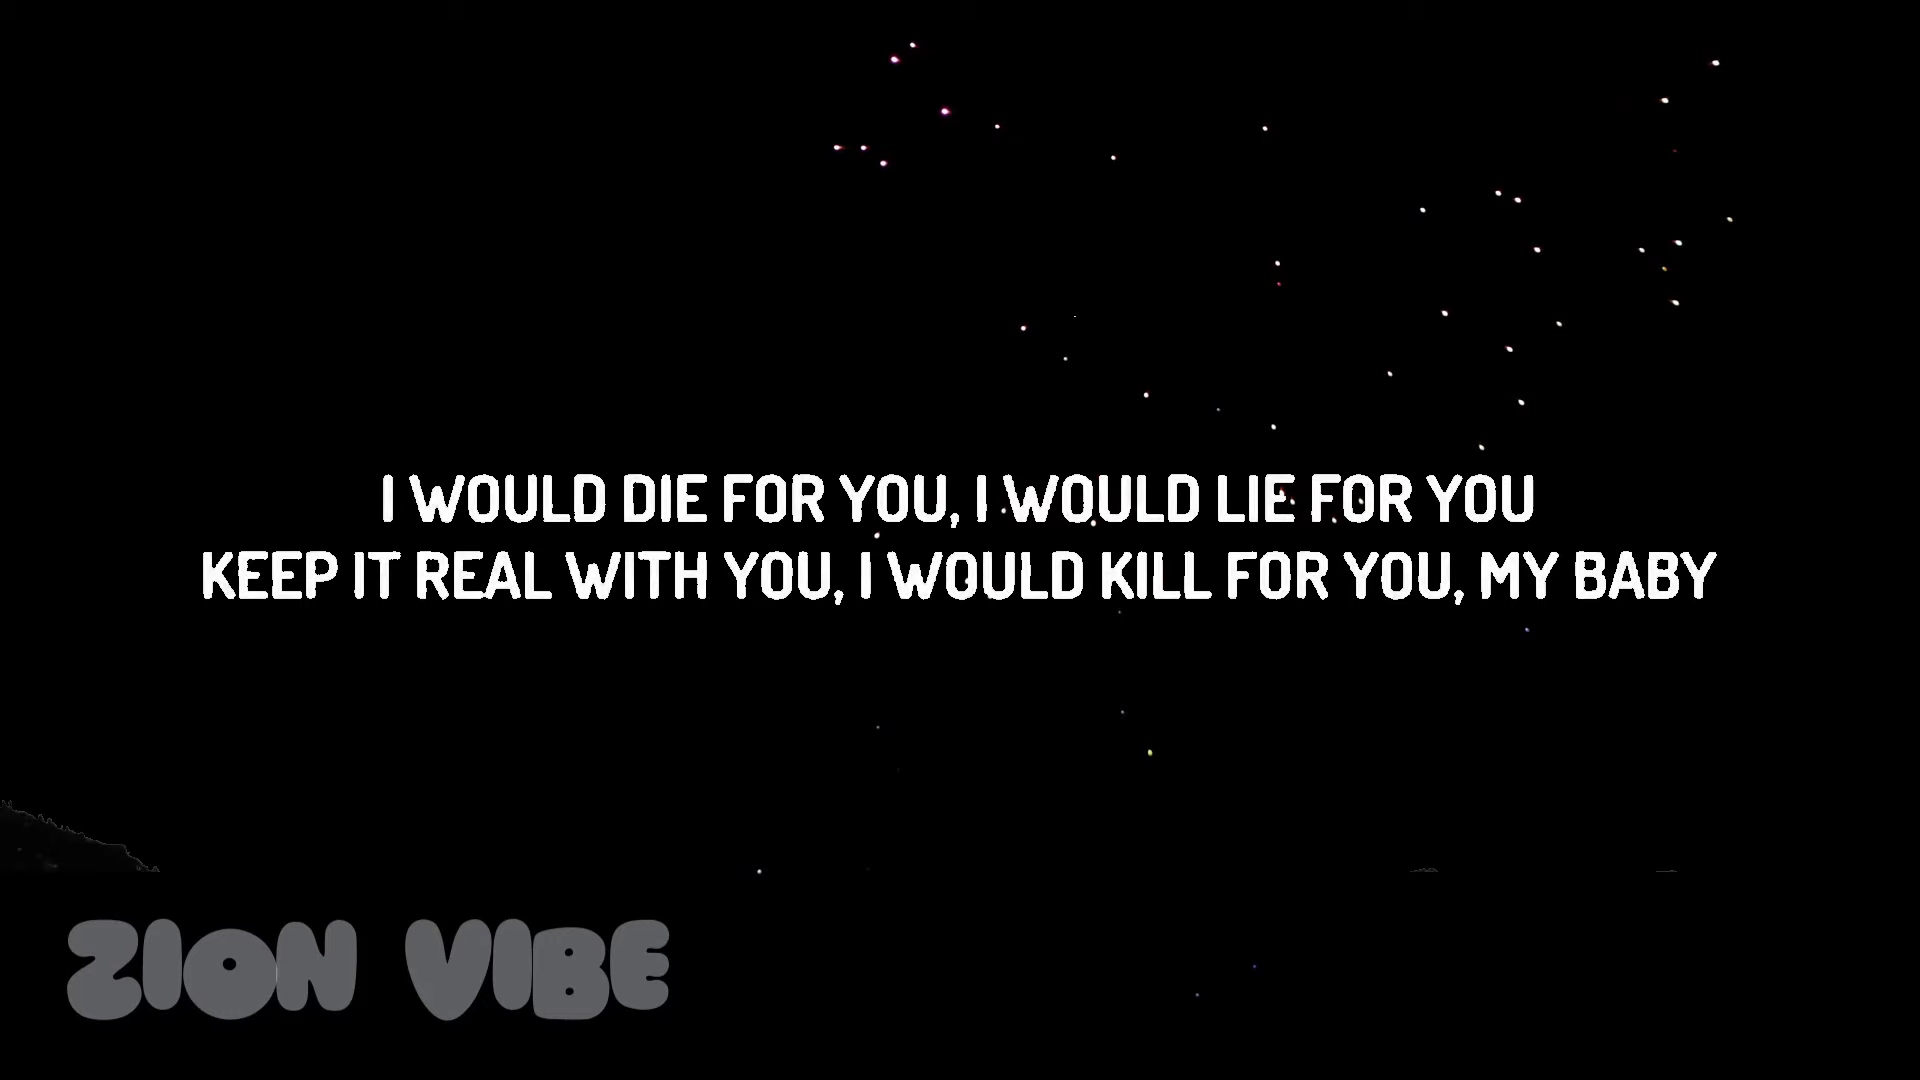 I WOULD DIE FOR YOU, I WOULD LIE FOR YOU
KEEP IT REAL WITH YOU, I WOULD KILL FOR YOU, MY BABY
ZION VIBE